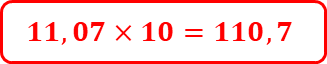 11,07 × 10 = 110,7